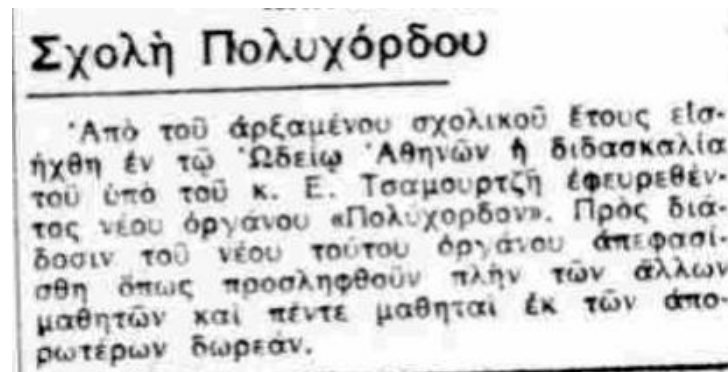 Σχολὴ Πολυχόρδου
Ἀπὸ τοῦ ἀρξαμένου σχολικοῦ ἔτους εἰσ-
ήχθη ἐν τῷ Ὠδείῳ Ἀθηνῶν ἡ διδασκαλία
τοῦ ὑπὸ τοῦ κ. Ε. Τσαμουρτζῆ ἐφευρεθέν-
τος νέου ὀργάνου «Πολύχορδον». Πρὸς διά-
δοσιν τοῦ νέου τούτου ὀργάνου ἀπεφασί-
σθη ὅπως προσληφθοῦν πλὴν τῶν ἄλλων
μαθητῶν καὶ πέντε μαθηταὶ ἐκ τῶν ἀπο-
ρωτέρων δωρεάν.